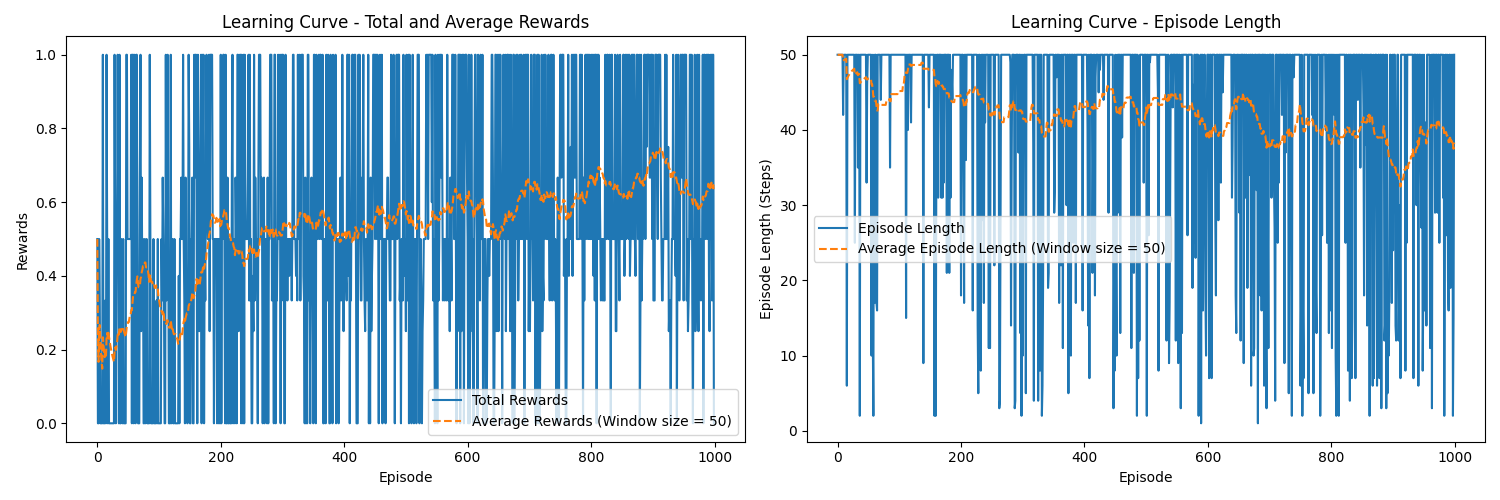 Learning Curve - Total and Average Rewards
1.0
0.8
0.6
0.4
0.2
0.0
Rewards
Total Rewards
Average Rewards (Window size = 50)
0 200 400 600 800 1000
Episode
Learning Curve - Episode Length
50
40
30
20
10
0
Episode Length (Steps)
Episode Length
Average Episode Length (Window size = 50)
0 200 400 600 800 1000
Episode